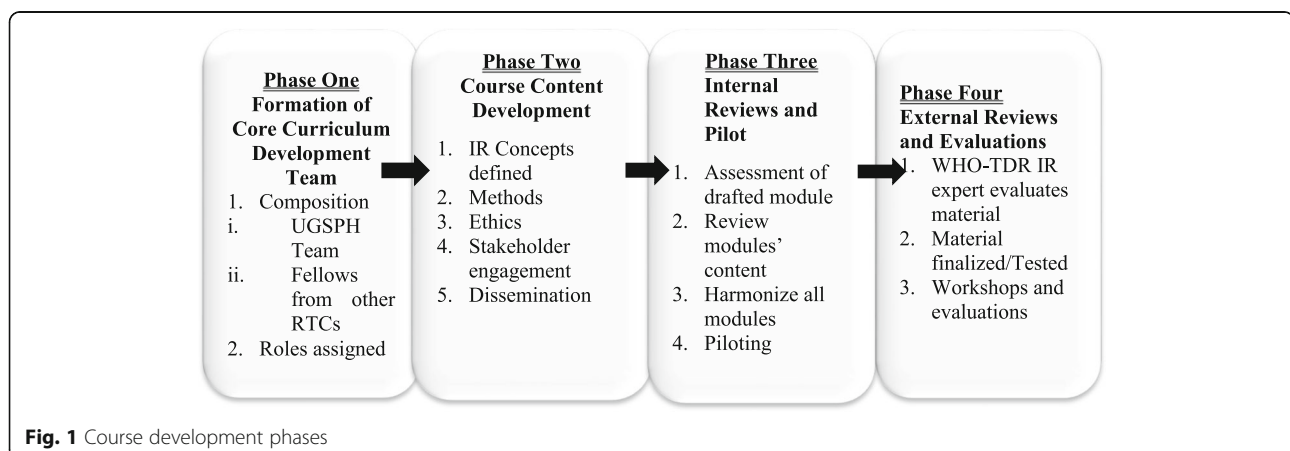 Phase One
Formation of
Core Curriculum
Development
Team
1. Composition
i. UGSPH
Team
ii. Fellows
from other
RTCs
2. Roles assigned
Phase Two
Course Content
Development
1. IR Concepts
defined
2. Methods
3. Ethics
4. Stakeholder
engagement
5. Dissemination
Phase Three
Internal
Reviews and
Pilot
1. Assessment of
drafted module
2. Review
modules'
content
3. Harmonize all
modules
4. Piloting
Phase Four
External Reviews
and Evaluations
1. WHO-TDR IR
expert evaluates
material
2. Material
finalized/Tested
3. Workshops and
evaluations
Fig. 1 Course development phases